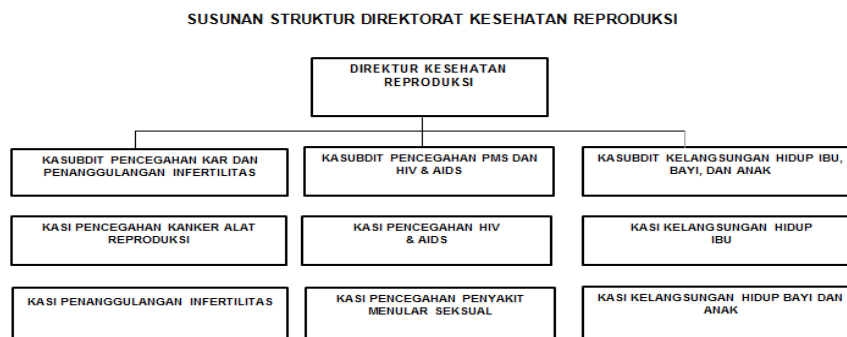 SUSUNAN STRUKTUR DIREKTORAT KESEHATAN REPRODUKSI
DIREKTUR KESEHATAN
REPRODUKSI
KASUBDIT PENCEGAHAN KAR DAN
PENANGGULANGAN INFERTILITAS
KASUBDIT PENCEGAHAN PMS DAN
HIV & AIDS
KASUBDIT KELANGSUNGAN HIDUP IBU,
BAYI, DAN ANAK
KASI PENCEGAHAN KANKER ALAT
REPRODUKSI
KASI PENCEGAHAN HIV
& AIDS
KASI KELANGSUNGAN HIDUP
IBU
KASI PENANGGULANGAN INFERTILITAS
KASI PENCEGAHAN PENYAKIT
MENULAR SEKSUAL
KASI KELANGSUNGAN HIDUP BAYI DAN
ANAK